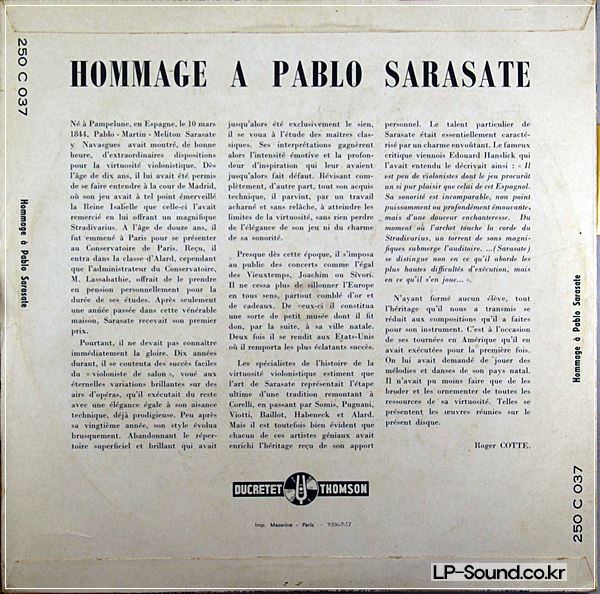 HOMMAGE A PABLO SARASATE
250 C 037
Hommage à Pablo Sarasate
Né à Pampelune, en Espagne, le 10 mars
1844, Pablo - Martin - Meliton Sarasate
y Navasgues avait montré, de bonne
heure, d'extraordinaires dispositions
pour la virtuosité violonistique. Dès
l'âge de dix ans, il lui avait été permis
de se faire entendre à la cour de Madrid,
où son jeu avait à tel point émerveillé
la Reine Isabelle que celle-ci l'avait
remercié en lui offrant un magnifique
Stradivarius. A l'âge de douze ans, il
fut emmené à Paris pour se présenter
au Conservatoire de Paris. Reçu, il
entra dans la classe d'Alard, cependant
que l'administrateur du Conservatoire,
M. Lassabathie, offrait de le prendre
en pension personnellement pour la
durée de ses études. Après seulement
une année passée dans cette vénérable
maison, Sarasate recevait son premier
prix.
Pourtant, il ne devait pas connaître
immédiatement la gloire. Dix années
durant, il se contenta des succès faciles
du « violoniste de salon », voué aux
éternelles variations brillantes sur des
airs d'opéras, qu'il exécutait du reste
avec une élégance égale à son aisance
technique, déjà prodigieuse. Peu après
sa vingtième année, son style évolua
brusquement. Abandonnant le réper-
toire superficiel et brillant qui avait
jusqu'alors été exclusivement le sien,
il se voua à l'étude des maîtres clas-
siques. Ses interprétations gagnèrent
alors l'intensité émotive et la profon-
deur d'inspiration qui leur avaient
jusqu'alors fait défaut. Révisant com-
plètement, d'autre part, tout son acquis
technique, il parvint, par un travail
acharné et sans relâche, à atteindre les
limites de la virtuosité, sans rien perdre
de l'élégance de son jeu ni du charme
de sa sonorité.
Presque dès cette époque, il s'imposa
au public des concerts comme l'égal
des Vieuxtemps, Joachim ou Sivori.
Il ne cessa plus de sillonner l'Europe
en tous sens, partout comblé d'or et
de cadeaux. De ceux-ci il constitua
une sorte de petit musée dont il fit
don, par la suite, à sa ville natale.
Deux fois il se rendit aux Etats-Unis
où il remporta les plus éclatants succès.
Les spécialistes de l'histoire de la
virtuosité violonistique estiment que
l'art de Sarasate représentait l'étape
ultime d'une tradition remontant à
Corelli, en passant par Somis, Pugnani,
Viotti, Baillot, Habeneck et Alard.
Mais il est toutefois bien évident que
chacun de ces artistes géniaux avait
enrichi l'héritage reçu de son apport
personnel. Le talent particulier de
Sarasate était essentiellement caracté-
risé par un charme envoûtant. Le fameux
critique viennois Edouard Hanslick qui
l'avait entendu le décrivait ainsi : « Il
est peu de violonistes dont le jeu procurât
un si pur plaisir que celui de cet Espagnol.
Sa sonorité est incomparable, non point
puissamment ou profondément émouvante,
mais d'une douceur enchanteresse. Du
moment où l'archet touche la corde du
Stradivarius, un torrent de sons magni-
fiques submerge l'auditoire. ...(Sarasate)
se distingue non en ce qu'il aborde les
plus hautes difficultés d'exécution, mais
en ce qu'il s'en joue... ».
N'ayant formé aucun élève, tout
l'héritage qu'il nous a transmis se
réduit aux compositions qu'il a faites
pour son instrument. C'est à l'occasion
de ses tournées en Amérique qu'il en
avait exécutées pour la première fois.
On lui avait demandé de jouer des
mélodies et danses de son pays natal.
Il n'avait pu moins faire que de les
broder et les ornementer de toutes les
ressources de sa virtuosité. Telles se
présentent les œuvres réunies sur le
présent disque.
Roger COTTE.
Hommage à Pablo Sarasate
250 C 037
DUCRETET THOMSON
Imp. Mazarine - Paris - 9306-7-57
LP-Sound.co.kr